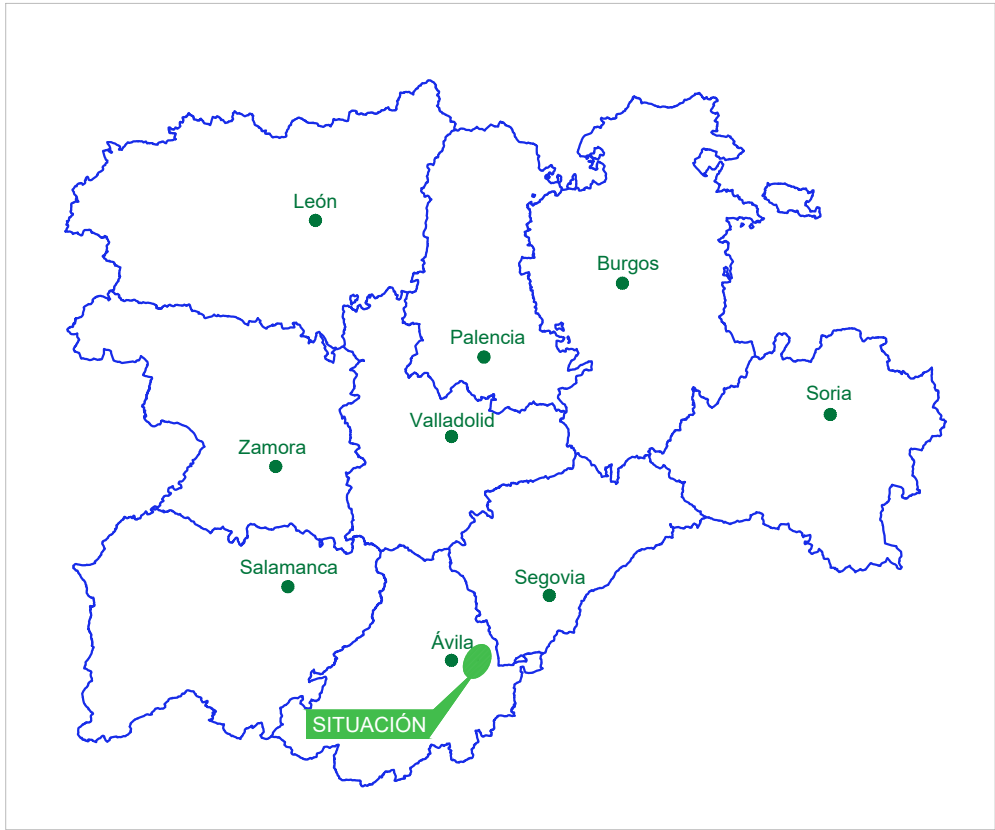 León
Burgos
Palencia
Soria
Valladolid
Zamora
Salamanca
Segovia
Ávila
SITUACIÓN